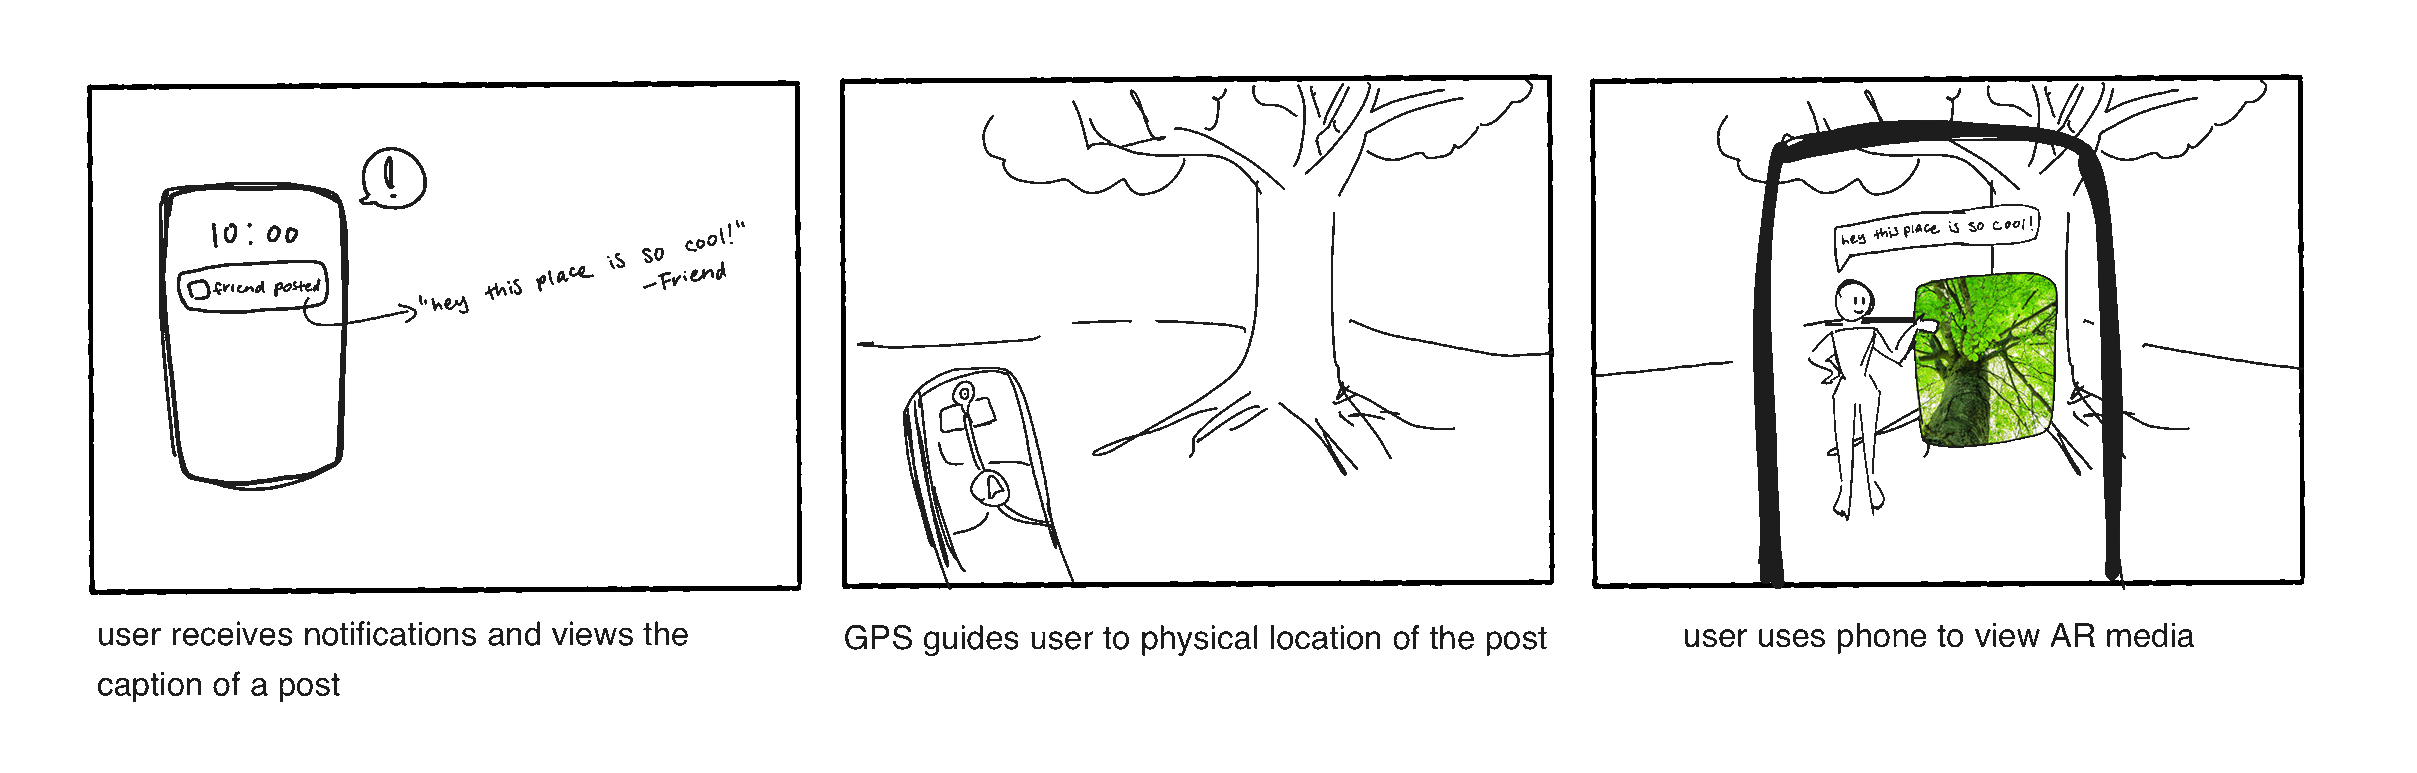 !
10:00
friend posted
"hey this place is so cool!"
-Friend
user receives notifications and views the
caption of a post
GPS guides user to physical location of the post
hey this place is so cool!
user uses phone to view AR media